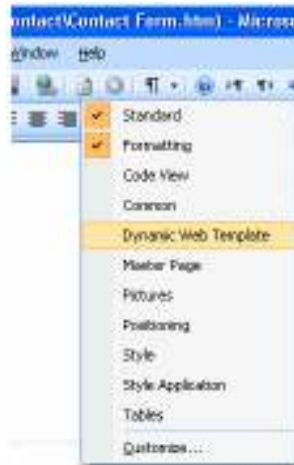 ontact\Contact Form.htm) - Micros
Window Help
Standard
Formatting
Code View
Common
Dynamic Web Template
Master Page
Pictures
Positioning
Style
Style Application
Tables
Customize...